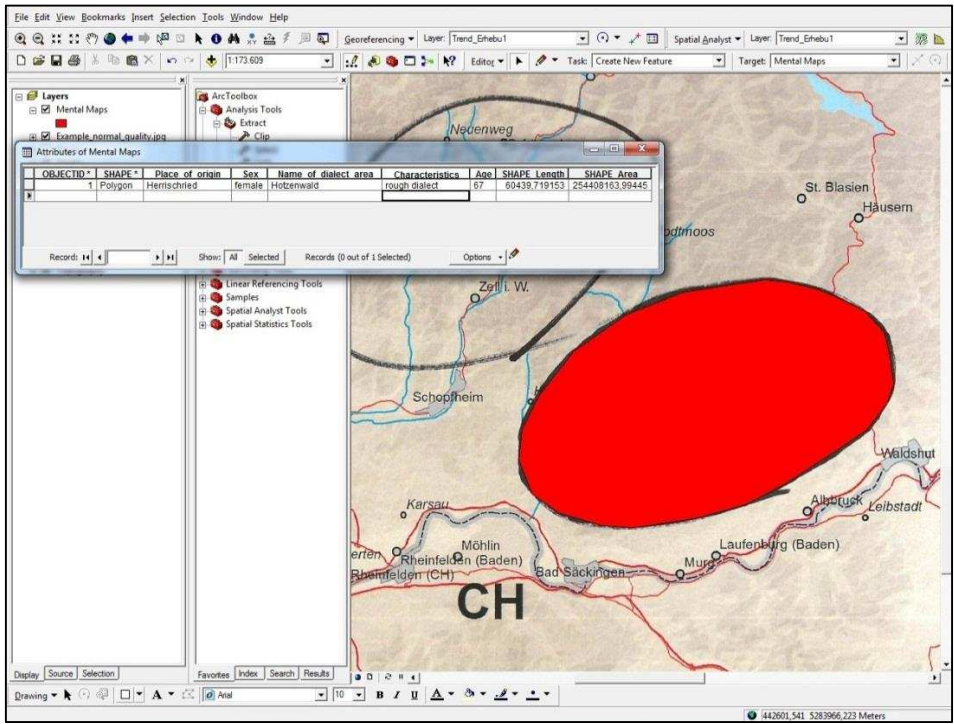 File Edit View Bookmarks Insert Selection Tools Window Help
Georeferencing Layer: Trend_Erhebu1 Spatial Analyst Layer: Trend_Erhebu1
1:173.609 Editor Task: Create New Feature Target: Mental Maps
Layers
Mental Maps
Example_normal_quality.jpg
ArcToolbox
Analysis Tools
Extract
Clip
Attributes of Mental Maps
OBJECTID * SHAPE * Place of origin Sex Name of dialect area Characteristics Age SHAPE Length SHAPE Area
1 Polygon Herrischried female Hotzenwald rough dialect 67 60439,719153 254408163,99445
Record: Show: All Selected Records (0 out of 1 Selected) Options
Linear Referencing Tools
Samples
Spatial Analyst Tools
Spatial Statistics Tools
Neuenweg
St. Blasien
Häusern
Zell i. W.
Schopfheim
Waldshut
Karsau
Albbruck
Leibstadt
Möhlin
Laufenburg (Baden)
Rheinfelden (Baden)
Murg
Rheinfelden (CH)
Bad Säckingen
CH
Display Source Selection
Favorites Index Search Results
Drawing A Arial 10 B I U A
442601,541 5283966,223 Meters